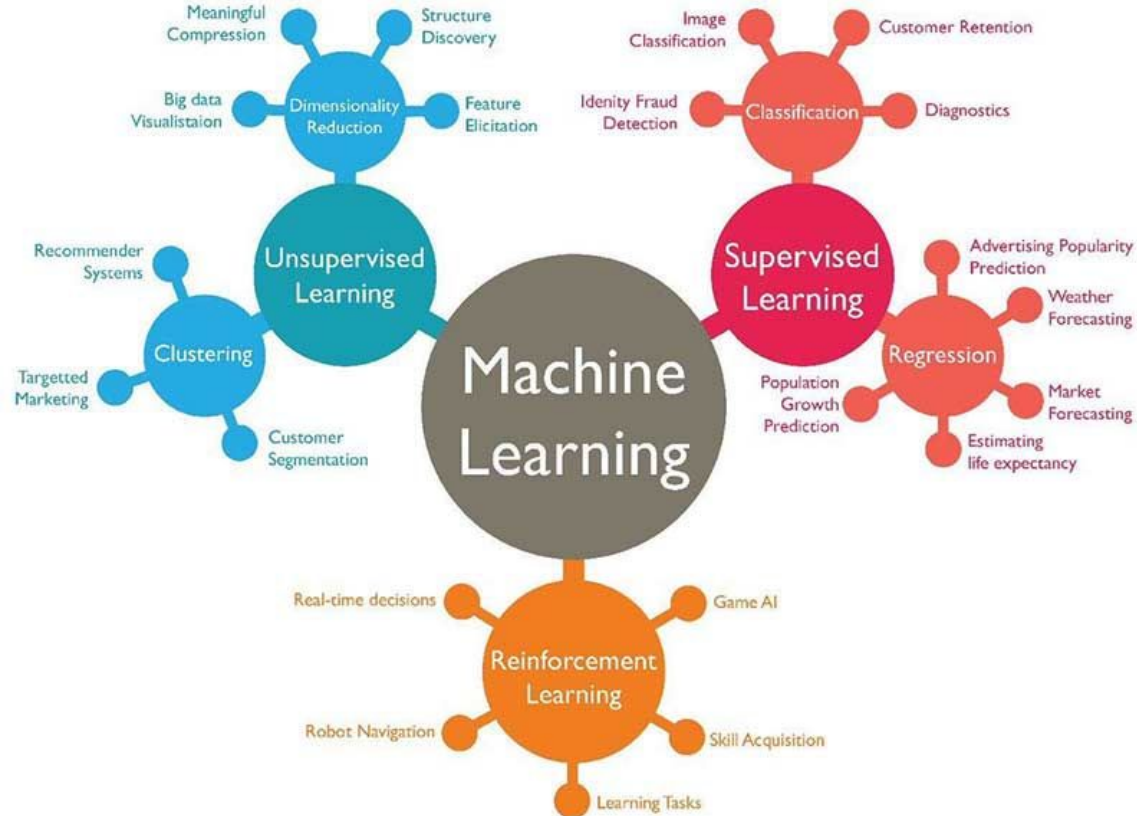 Meaningful
Compression
Structure
Discovery
Big data
Visualistaion
Dimensionality
Reduction
Feature
Elicitation
Image
Classification
Customer Retention
Idenity Fraud
Detection
Classification
Diagnostics
Unsupervised
Learning
Recommender
Systems
Clustering
Targetted
Marketing
Customer
Segmentation
Supervised
Learning
Advertising Popularity
Prediction
Weather
Forecasting
Regression
Population
Growth
Prediction
Market
Forecasting
Estimating
life expectancy
Machine
Learning
Real-time decisions
Game AI
Reinforcement
Learning
Robot Navigation
Skill Acquisition
Learning Tasks